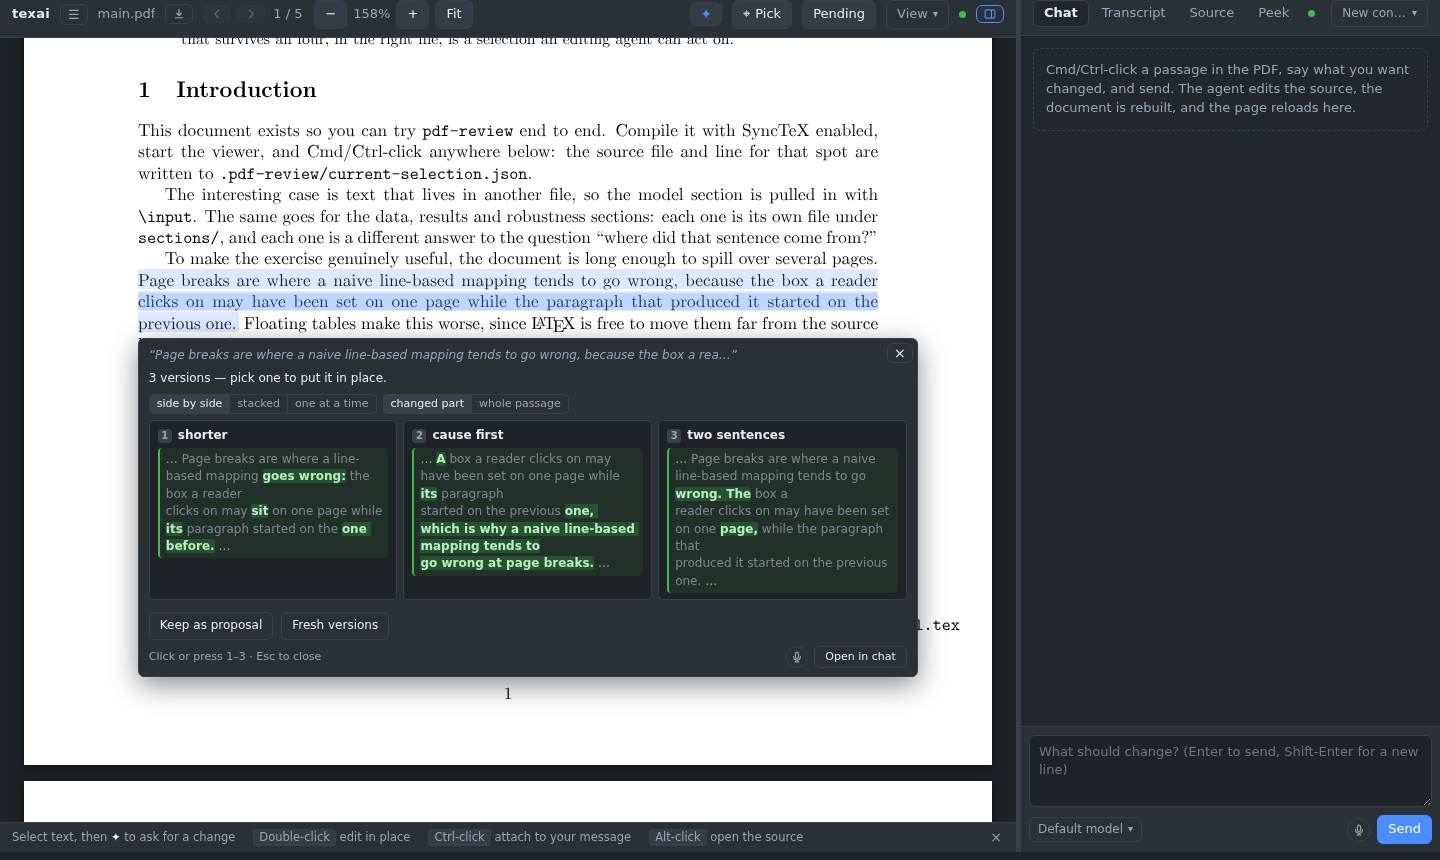 texai ☰ main.pdf 1 / 5 − 158% + Fit ✦ ⌖ Pick Pending View ▾
Chat Transcript Source Peek New con… ▾
that survives all four, in the right file, is a selection an editing agent can act on.
1 Introduction
This document exists so you can try pdf-review end to end. Compile it with SyncTeX enabled,
start the viewer, and Cmd/Ctrl-click anywhere below: the source file and line for that spot are
written to .pdf-review/current-selection.json.
The interesting case is text that lives in another file, so the model section is pulled in with
\input. The same goes for the data, results and robustness sections: each one is its own file under
sections/, and each one is a different answer to the question “where did that sentence come from?”
To make the exercise genuinely useful, the document is long enough to spill over several pages.
Page breaks are where a naive line-based mapping tends to go wrong, because the box a reader
clicks on may have been set on one page while the paragraph that produced it started on the
previous one. Floating tables make this worse, since LATEX is free to move them far from the source
“Page breaks are where a naive line-based mapping tends to go wrong, because the box a rea…”
×
3 versions — pick one to put it in place.
side by side stacked one at a time changed part whole passage
1 shorter
… Page breaks are where a line-
based mapping goes wrong: the
box a reader
clicks on may sit on one page while
its paragraph started on the one
before. …
2 cause first
… A box a reader clicks on may
have been set on one page while
its paragraph
started on the previous one,
which is why a naive line-based
mapping tends to
go wrong at page breaks. …
3 two sentences
… Page breaks are where a naive
line-based mapping tends to go
wrong. The box a
reader clicks on may have been set
on one page, while the paragraph
that
produced it started on the previous
one. …
Keep as proposal Fresh versions
l.tex
Click or press 1–3 · Esc to close Open in chat
1
Select text, then ✦ to ask for a change Double-click edit in place Ctrl-click attach to your message Alt-click open the source ×
Cmd/Ctrl-click a passage in the PDF, say what you want
changed, and send. The agent edits the source, the
document is rebuilt, and the page reloads here.
What should change? (Enter to send, Shift-Enter for a new
line)
Default model ▾ Send